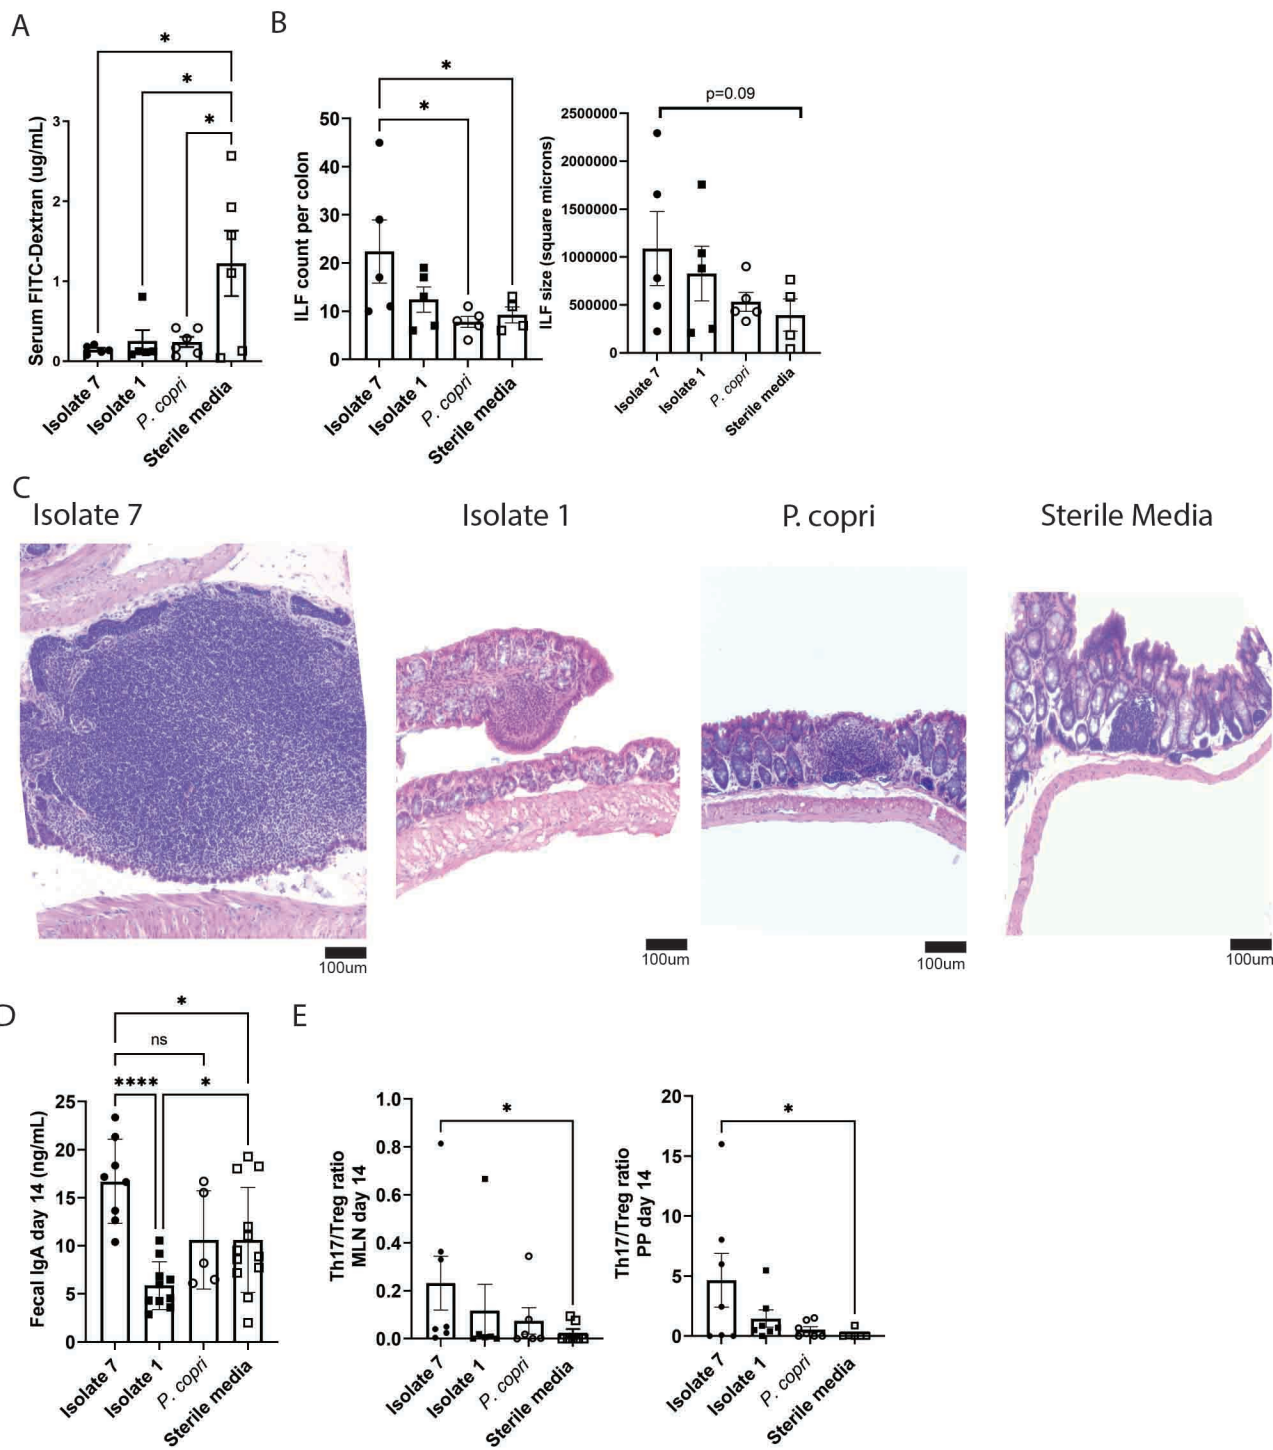 A
*
*
*
Serum FITC-Dextran (ug/mL)
3
2
1
0
Isolate 7
Isolate 1
P. copri
Sterile media
B
*
*
ILF count per colon
50
40
30
20
10
0
Isolate 7
Isolate 1
P. copri
Sterile media
p=0.09
ILF size (square microns)
2500000
2000000
1500000
1000000
500000
0
Isolate 7
Isolate 1
P. copri
Sterile media
C
Isolate 7
Isolate 1
P. copri
Sterile Media
100um
100um
100um
100um
D
*
ns
****
*
Fecal IgA day 14 (ng/mL)
25
20
15
10
5
0
Isolate 7
Isolate 1
P. copri
Sterile media
E
*
Th17/Treg ratio
MLN day 14
1.0
0.8
0.6
0.4
0.2
0.0
Isolate 7
Isolate 1
P. copri
Sterile media
*
Th17/Treg ratio
PP day 14
20
15
10
5
0
Isolate 7
Isolate 1
P. copri
Sterile media